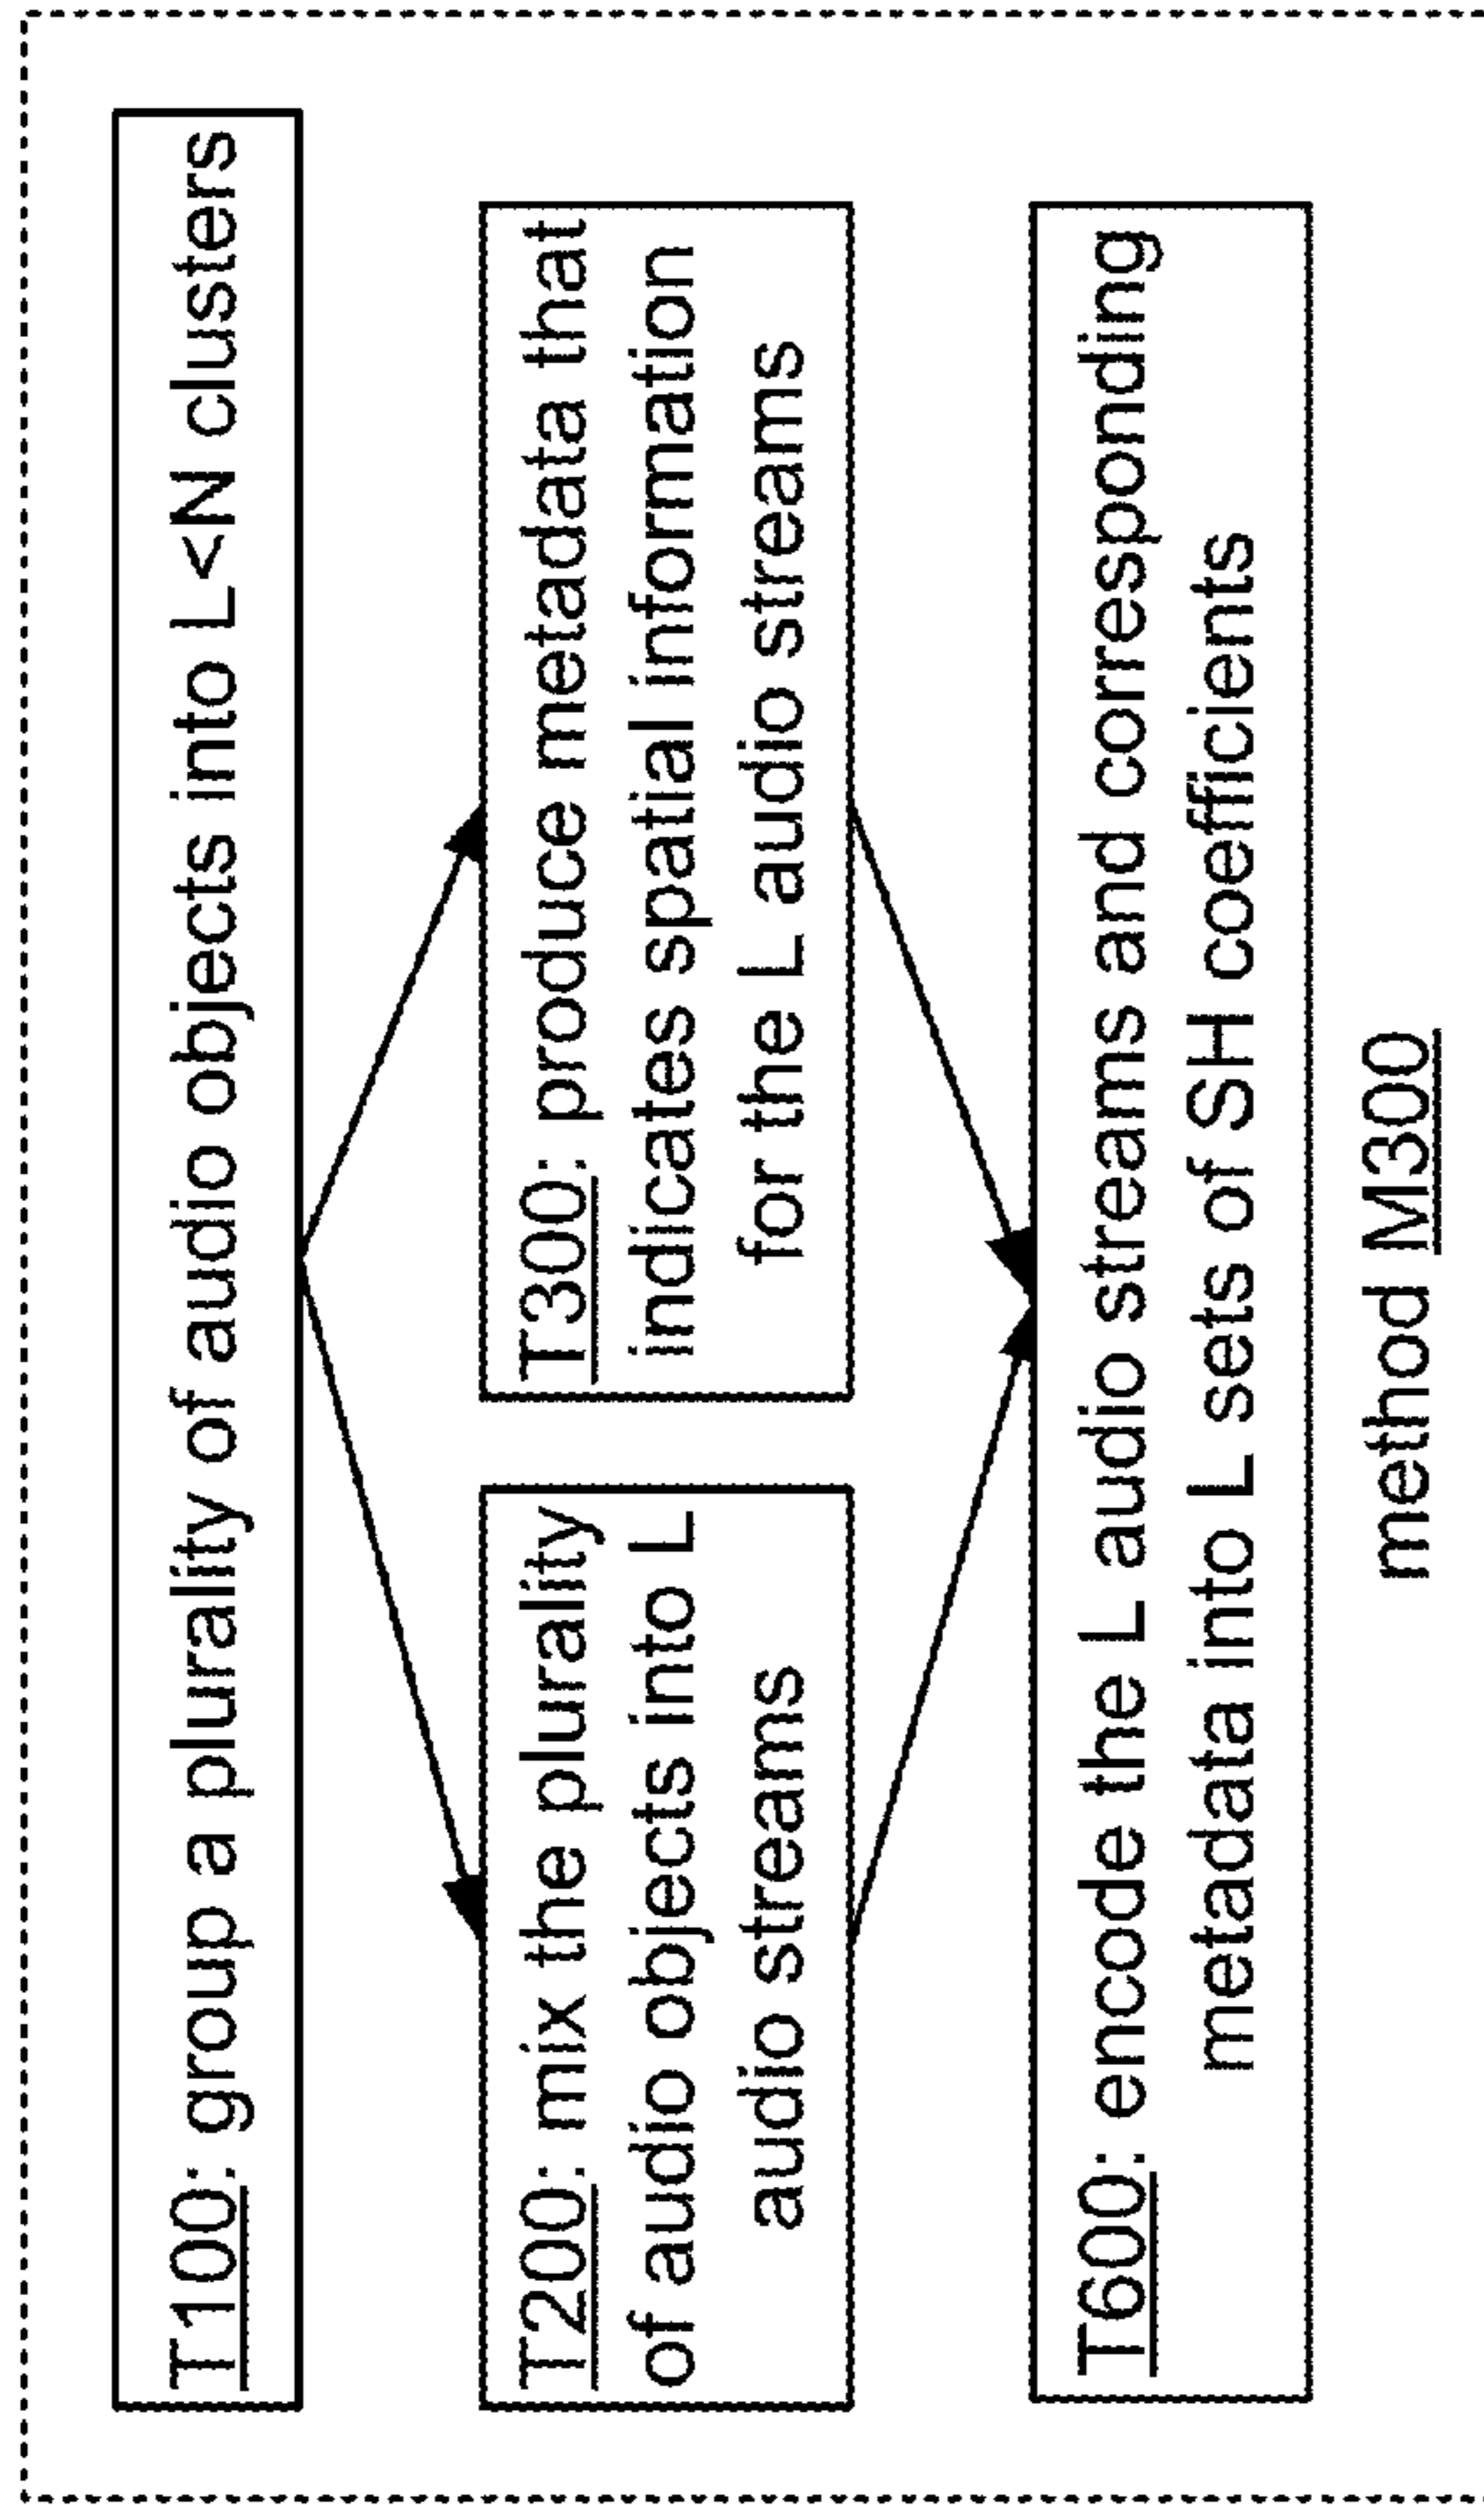 T100: group a plurality of audio objects into L<N clusters
T200: mix the plurality
of audio objects into L
audio streams
T300: produce metadata that
indicates spatial information
for the L audio streams
T600: encode the L audio streams and corresponding
metadata into L sets of SH coefficients
method M300